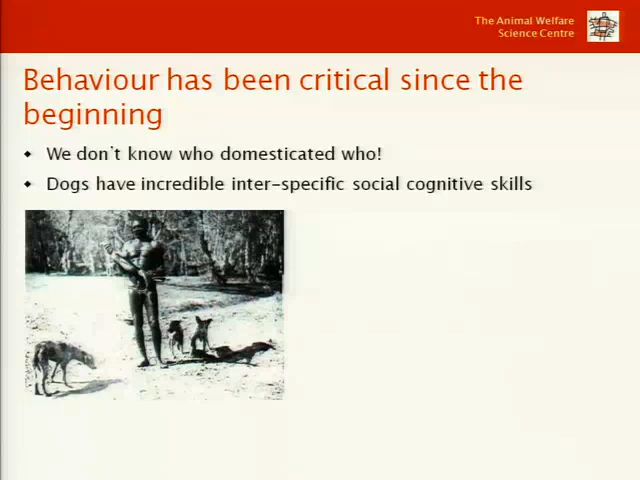 The Animal Welfare
Science Centre
Behaviour has been critical since the
beginning
We don't know who domesticated who!
Dogs have incredible inter-specific social cognitive skills